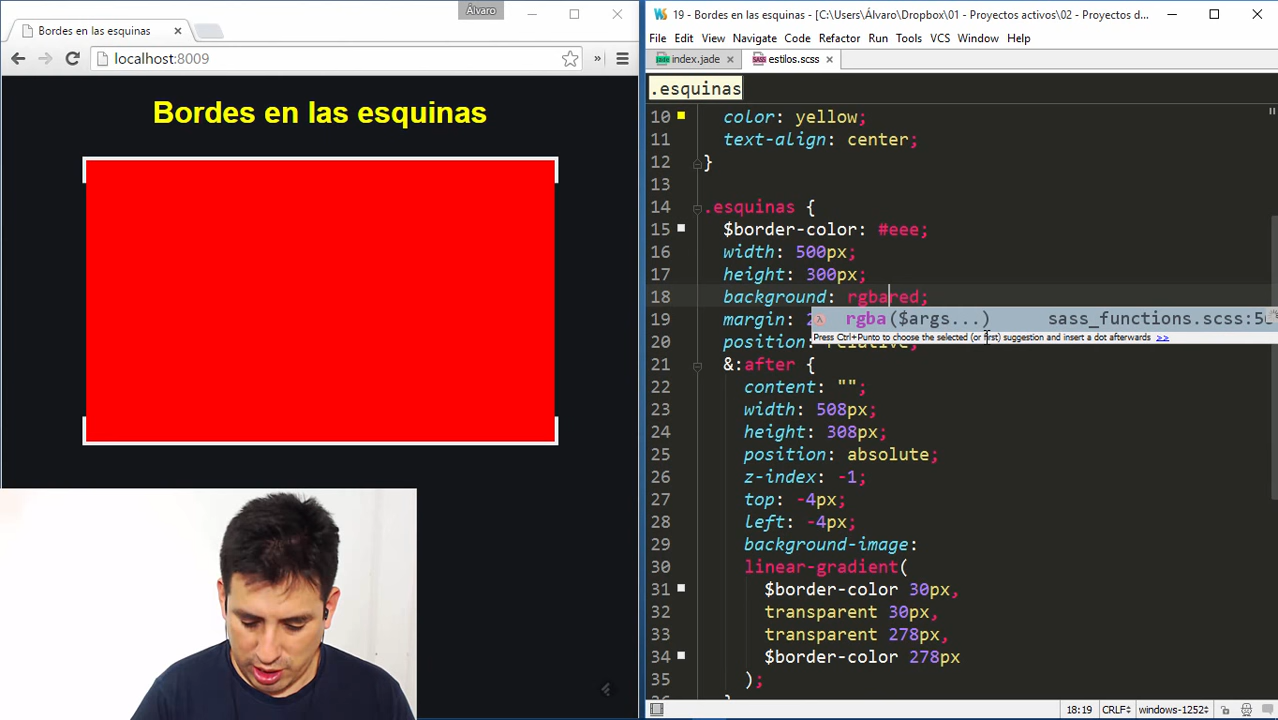 Álvaro
Bordes en las esquinas
localhost:8009
»
Bordes en las esquinas
19 - Bordes en las esquinas - [C:\Users\Álvaro\Dropbox\01 - Proyectos activos\02 - Proyectos d...
File Edit View Navigate Code Refactor Run Tools VCS Window Help
index.jade estilos.scss
.esquinas
10 color: yellow;
11 text-align: center;
12 }
13
14 .esquinas {
15 $border-color: #eee;
16 width: 500px;
17 height: 300px;
18 background: rgbared;
rgba($args...) sass_functions.scss:5
19 margin: 2
Press Ctrl+Punto to choose the selected (or first) suggestion and insert a dot afterwards >>
20 position: relative;
21 &:after {
22 content: "";
23 width: 508px;
24 height: 308px;
25 position: absolute;
26 z-index: -1;
27 top: -4px;
28 left: -4px;
29 background-image:
30 linear-gradient(
31 $border-color 30px,
32 transparent 30px,
33 transparent 278px,
34 $border-color 278px
35 );
18:19 CRLF windows-1252